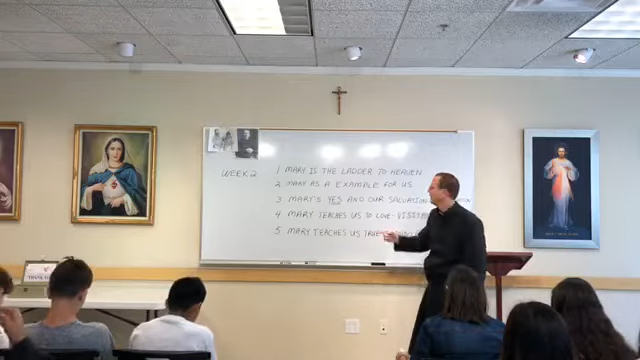 WEEK 2
1 MARY IS THE LADDER TO HEAVEN
2 MARY AS A EXAMPLE FOR US
3 MARY'S YES AND OUR SALVATION
4 MARY TEACHES US TO LOVE -
5 MARY TEACHES US